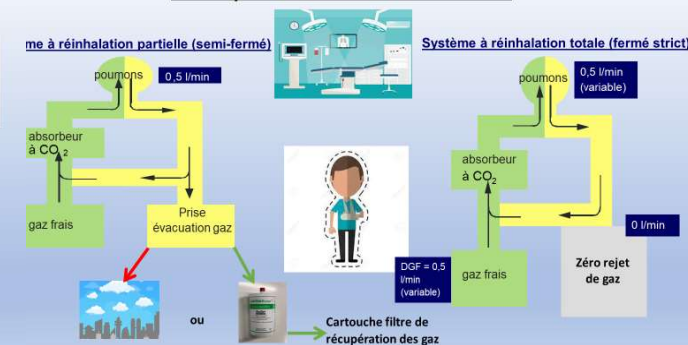 me à réinhalation partielle (semi-fermé)
Système à réinhalation totale (fermé strict)
poumons
0,5 l/min
absorbeur
à CO2
gaz frais
Prise
évacuation gaz
ou
Cartouche filtre de
récupération des gaz
poumons
0,5 l/min
(variable)
absorbeur
à CO2
0 l/min
DGF = 0,5
l/min
(variable)
gaz frais
Zéro rejet
de gaz